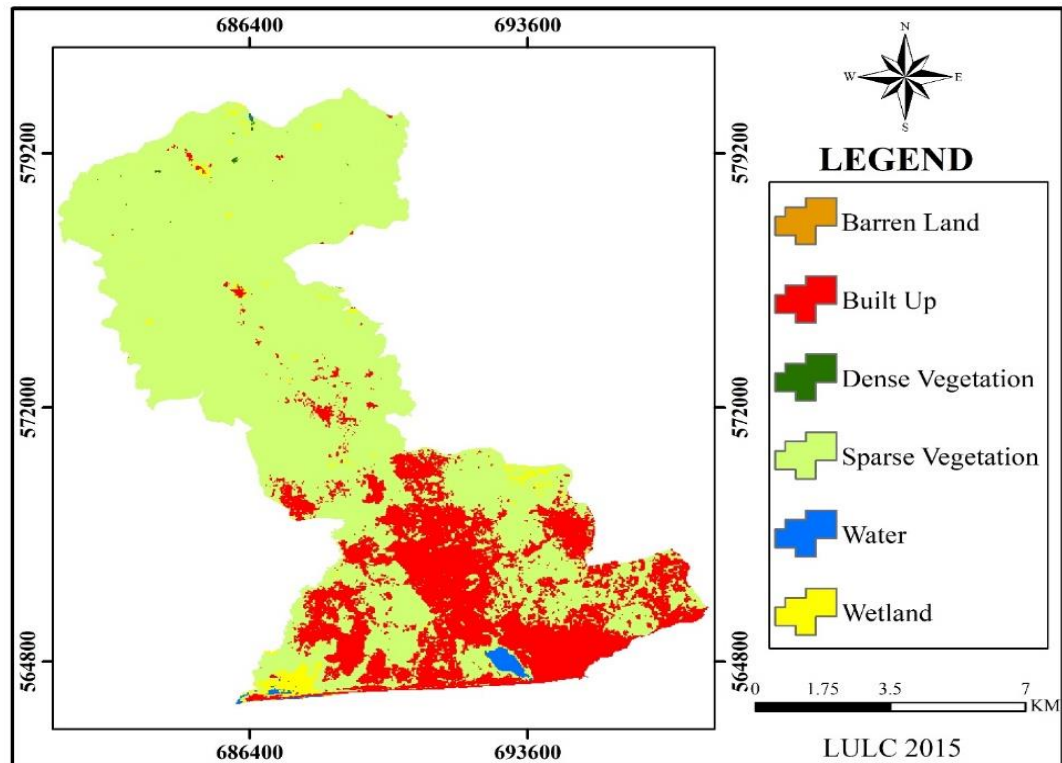 686400 693600
N
W E
S
579200 579200
LEGEND
Barren Land
Built Up
Dense Vegetation
572000 572000
Sparse Vegetation
Water
Wetland
564800 564800
0 1.75 3.5 7
KM
686400 693600
LULC 2015